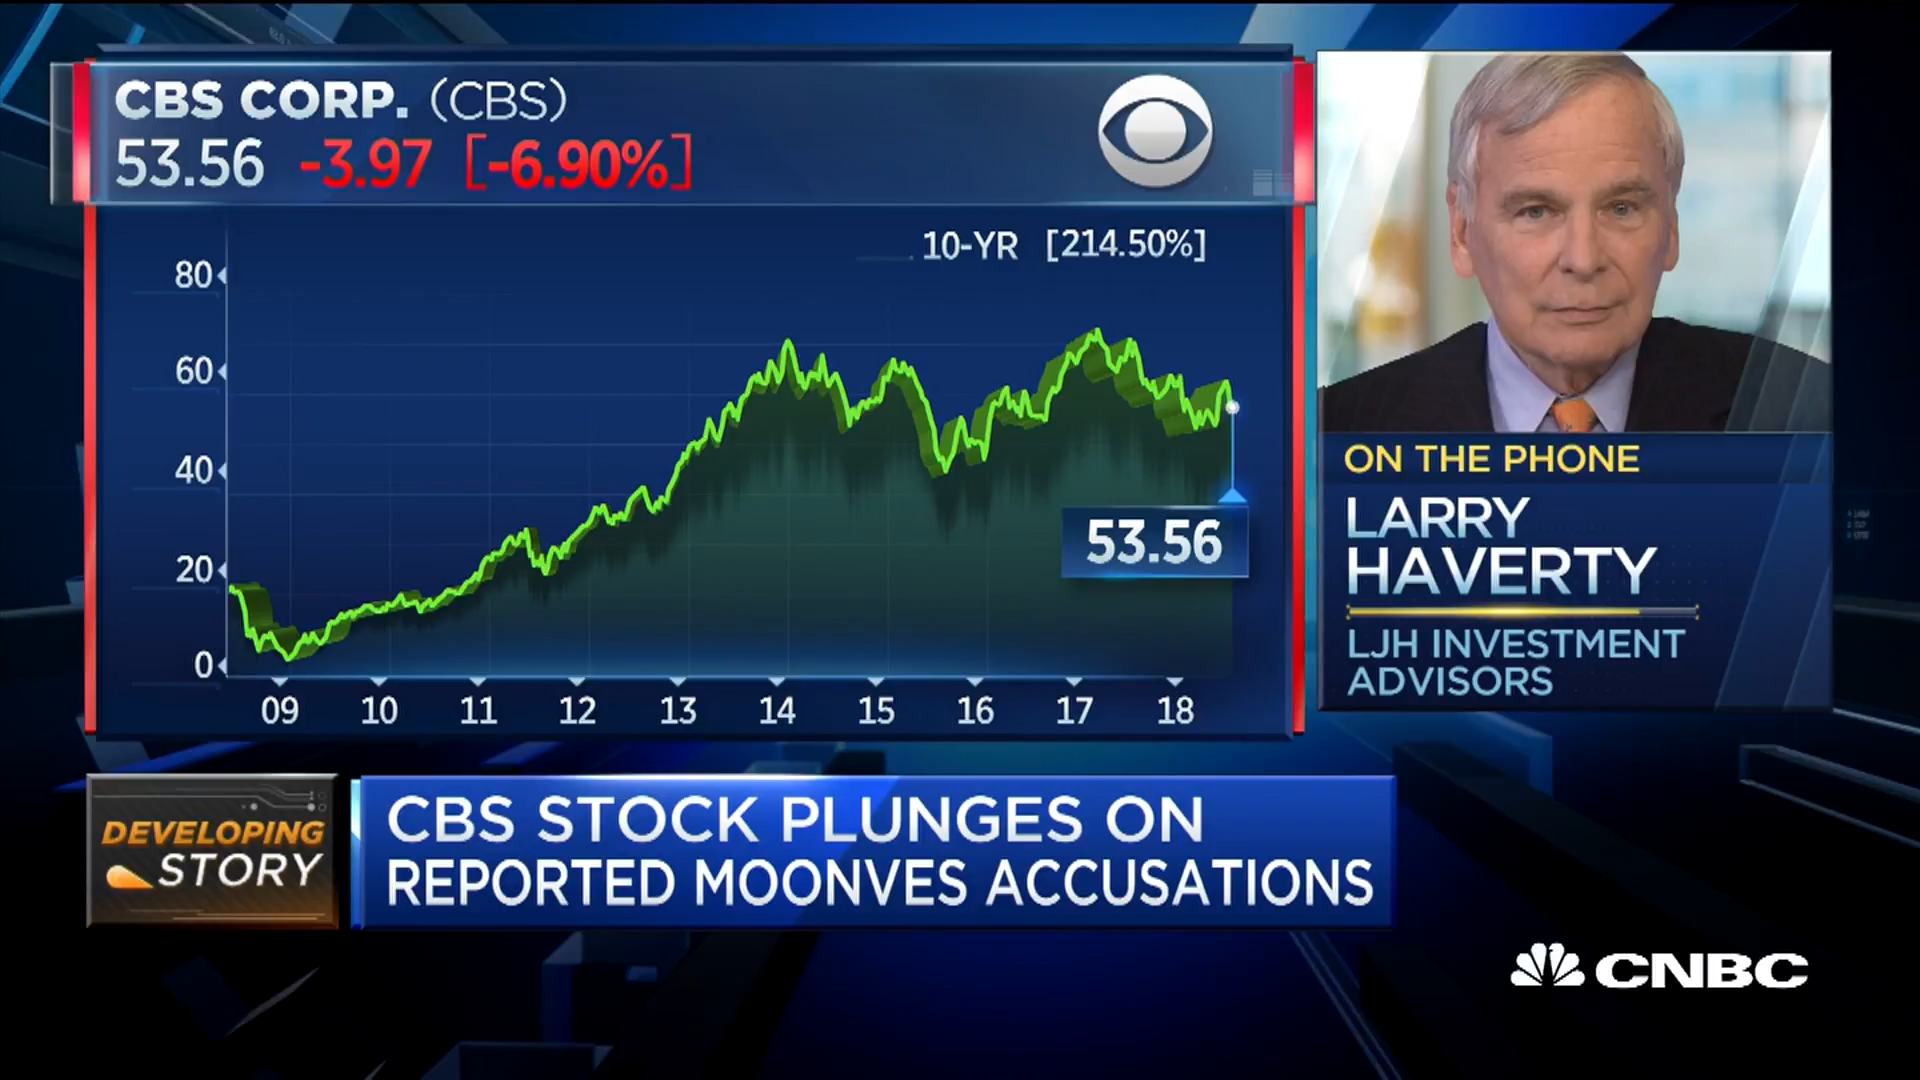 CBS CORP. (CBS)
53.56 -3.97 [-6.90%]
10-YR [214.50%]
80
60
40
20
0
53.56
09 10 11 12 13 14 15 16 17 18
ON THE PHONE
LARRY
HAVERTY
LJH INVESTMENT
ADVISORS
DEVELOPING
STORY
CBS STOCK PLUNGES ON
REPORTED MOONVES ACCUSATIONS
CNBC